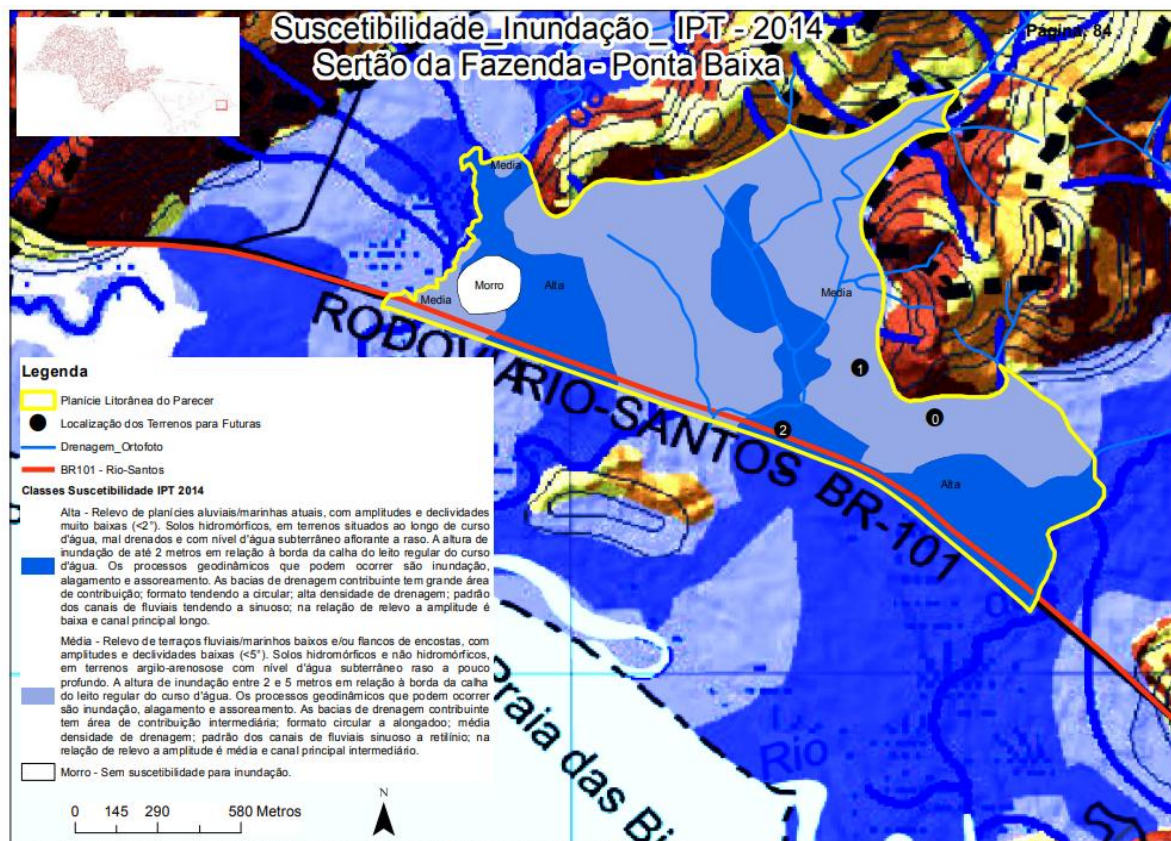 Suscetibilidade_Inundação_ IPT - 2014
Sertão da Fazenda - Ponta Baixa
Página, 84
Media
Morro
Alta
Media
Media
1
0
2
Alta
RODOVIA RIO-SANTOS BR-101
Praia das Bi
Rio
Legenda
Planície Litorânea do Parecer
Localização dos Terrenos para Futuras
Drenagem_Ortofoto
BR101 - Rio-Santos
Classes Suscetibilidade IPT 2014
Alta - Relevo de planícies aluviais/marinhas atuais, com amplitudes e declividades
muito baixas (<2°). Solos hidromórficos, em terrenos situados ao longo de curso
d'água, mal drenados e com nível d'água subterrâneo aflorante a raso. A altura de
inundação de até 2 metros em relação à borda da calha do leito regular do curso
d'água. Os processos geodinâmicos que podem ocorrer são inundação,
alagamento e assoreamento. As bacias de drenagem contribuinte tem grande área
de contribuição; formato tendendo a circular; alta densidade de drenagem; padrão
dos canais de fluviais tendendo a sinuoso; na relação de relevo a amplitude é
baixa e canal principal longo.
Média - Relevo de terraços fluviais/marinhos baixos e/ou flancos de encostas, com
amplitudes e declividades baixas (<5°). Solos hidromórficos e não hidromórficos,
em terrenos argilo-arenosose com nível d'água subterrâneo raso a pouco
profundo. A altura de inundação entre 2 e 5 metros em relação à borda da calha
do leito regular do curso d'água. Os processos geodinâmicos que podem ocorrer
são inundação, alagamento e assoreamento. As bacias de drenagem contribuinte
tem área de contribuição intermediária; formato circular a alongadoo; média
densidade de drenagem; padrão dos canais de fluviais sinuoso a retilínio; na
relação de relevo a amplitude é média e canal principal intermediário.
Morro - Sem suscetibilidade para inundação.
0 145 290 580 Metros
N